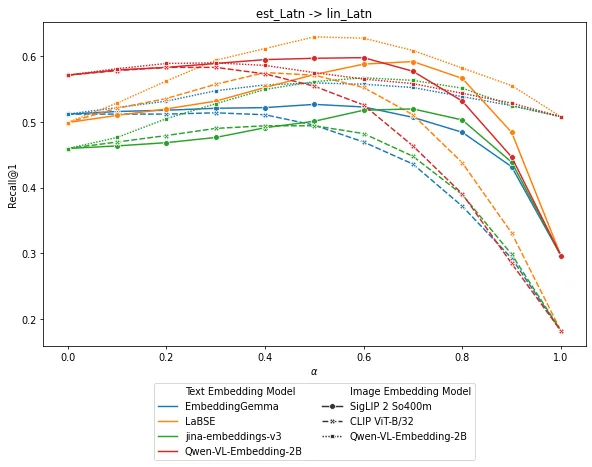 est_Latn -> lin_Latn
Recall@1
0.6
0.5
0.4
0.3
0.2
0.0 0.2 0.4 0.6 0.8 1.0
α
Text Embedding Model Image Embedding Model
EmbeddingGemma SigLIP 2 So400m
LaBSE CLIP ViT-B/32
jina-embeddings-v3 Qwen-VL-Embedding-2B
Qwen-VL-Embedding-2B